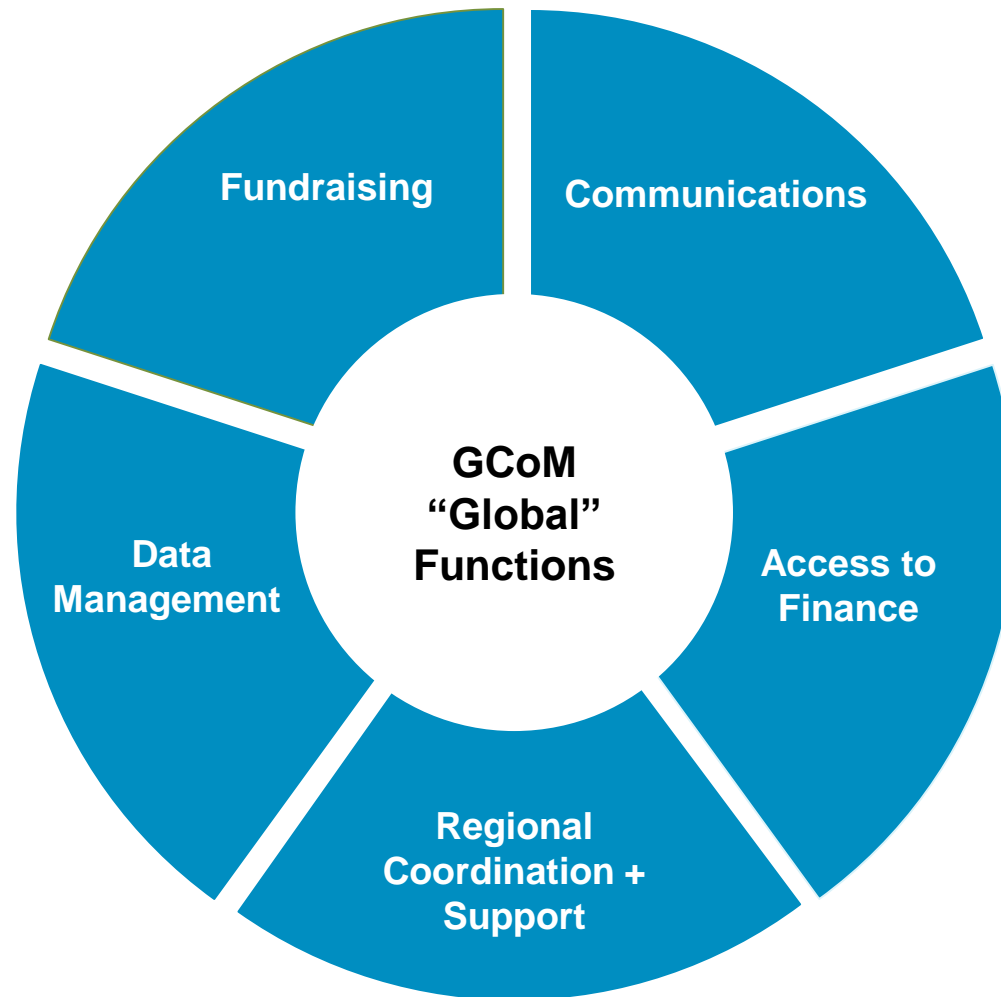 Fundraising
Communications
GCoM
“Global”
Functions
Data
Management
Access to
Finance
Regional
Coordination +
Support